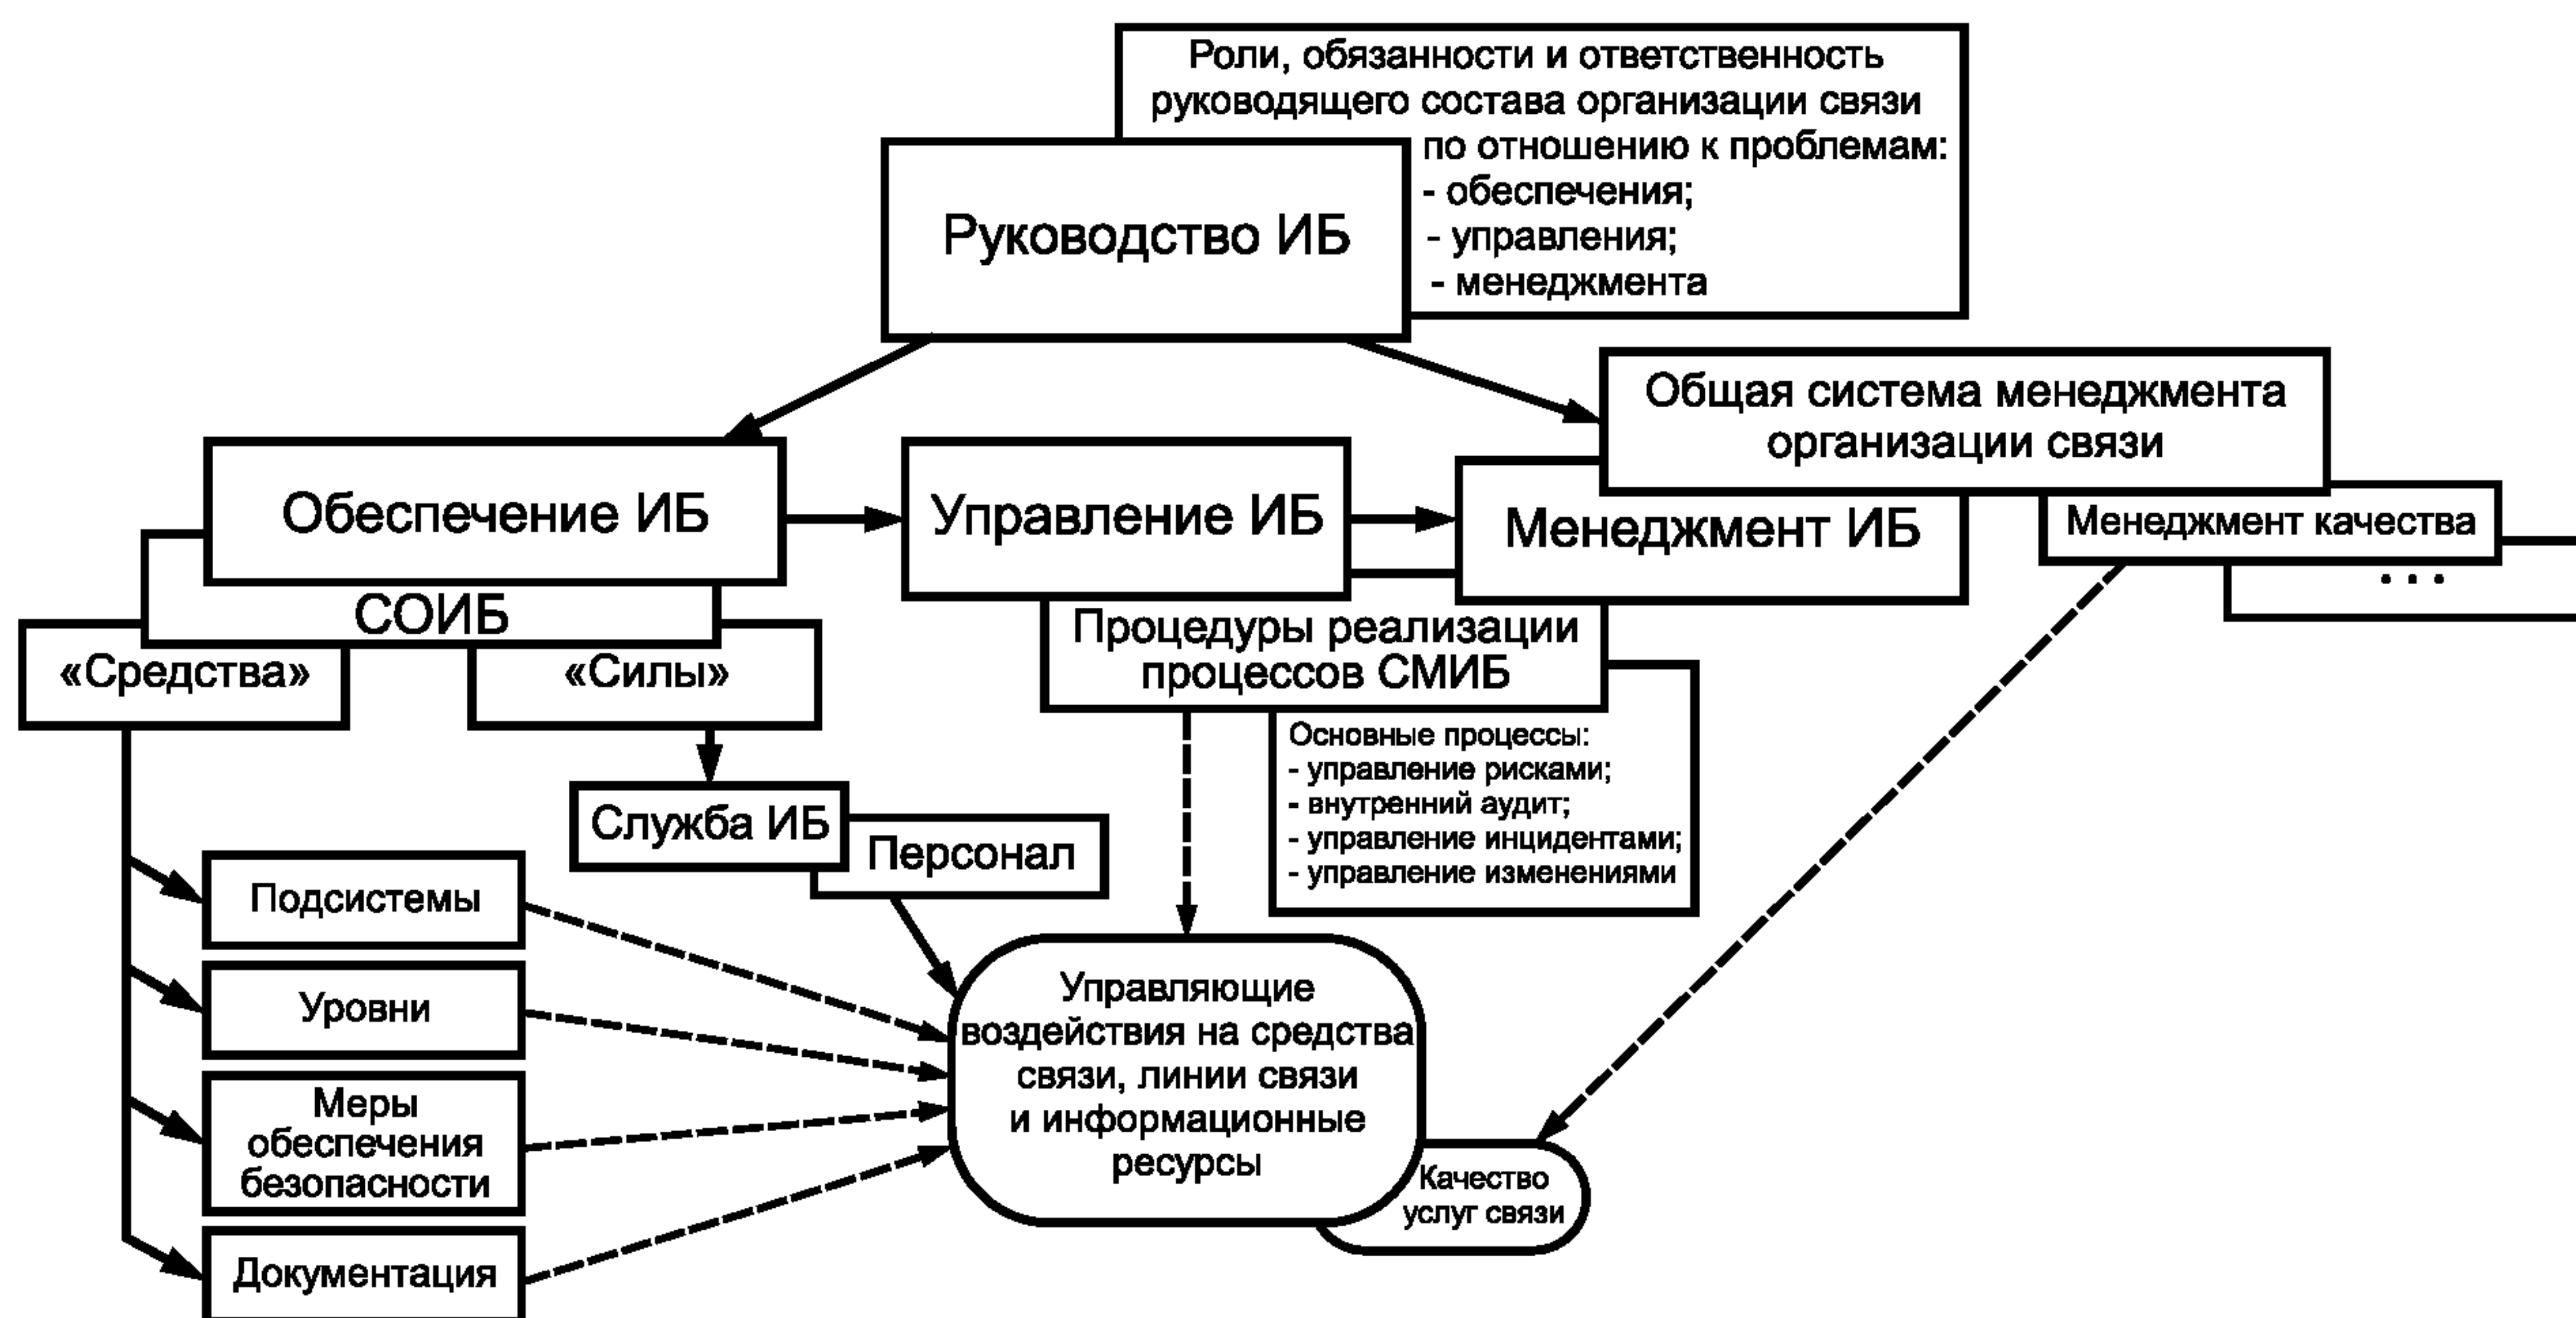 Роли, обязанности и ответственность
руководящего состава организации связи
по отношению к проблемам:
- обеспечения;
- управления;
- менеджмента
Руководство ИБ
Общая система менеджмента
организации связи
Обеспечение ИБ
Управление ИБ
Менеджмент ИБ
Менеджмент качества
...
СОИБ
«Средства»
«Силы»
Процедуры реализации
процессов СМИБ
Основные процессы:
- управление рисками;
- внутренний аудит;
- управление инцидентами;
- управление изменениями
Служба ИБ
Персонал
Подсистемы
Уровни
Меры
обеспечения
безопасности
Документация
Управляющие
воздействия на средства
связи, линии связи
и информационные
ресурсы
Качество
услуг связи